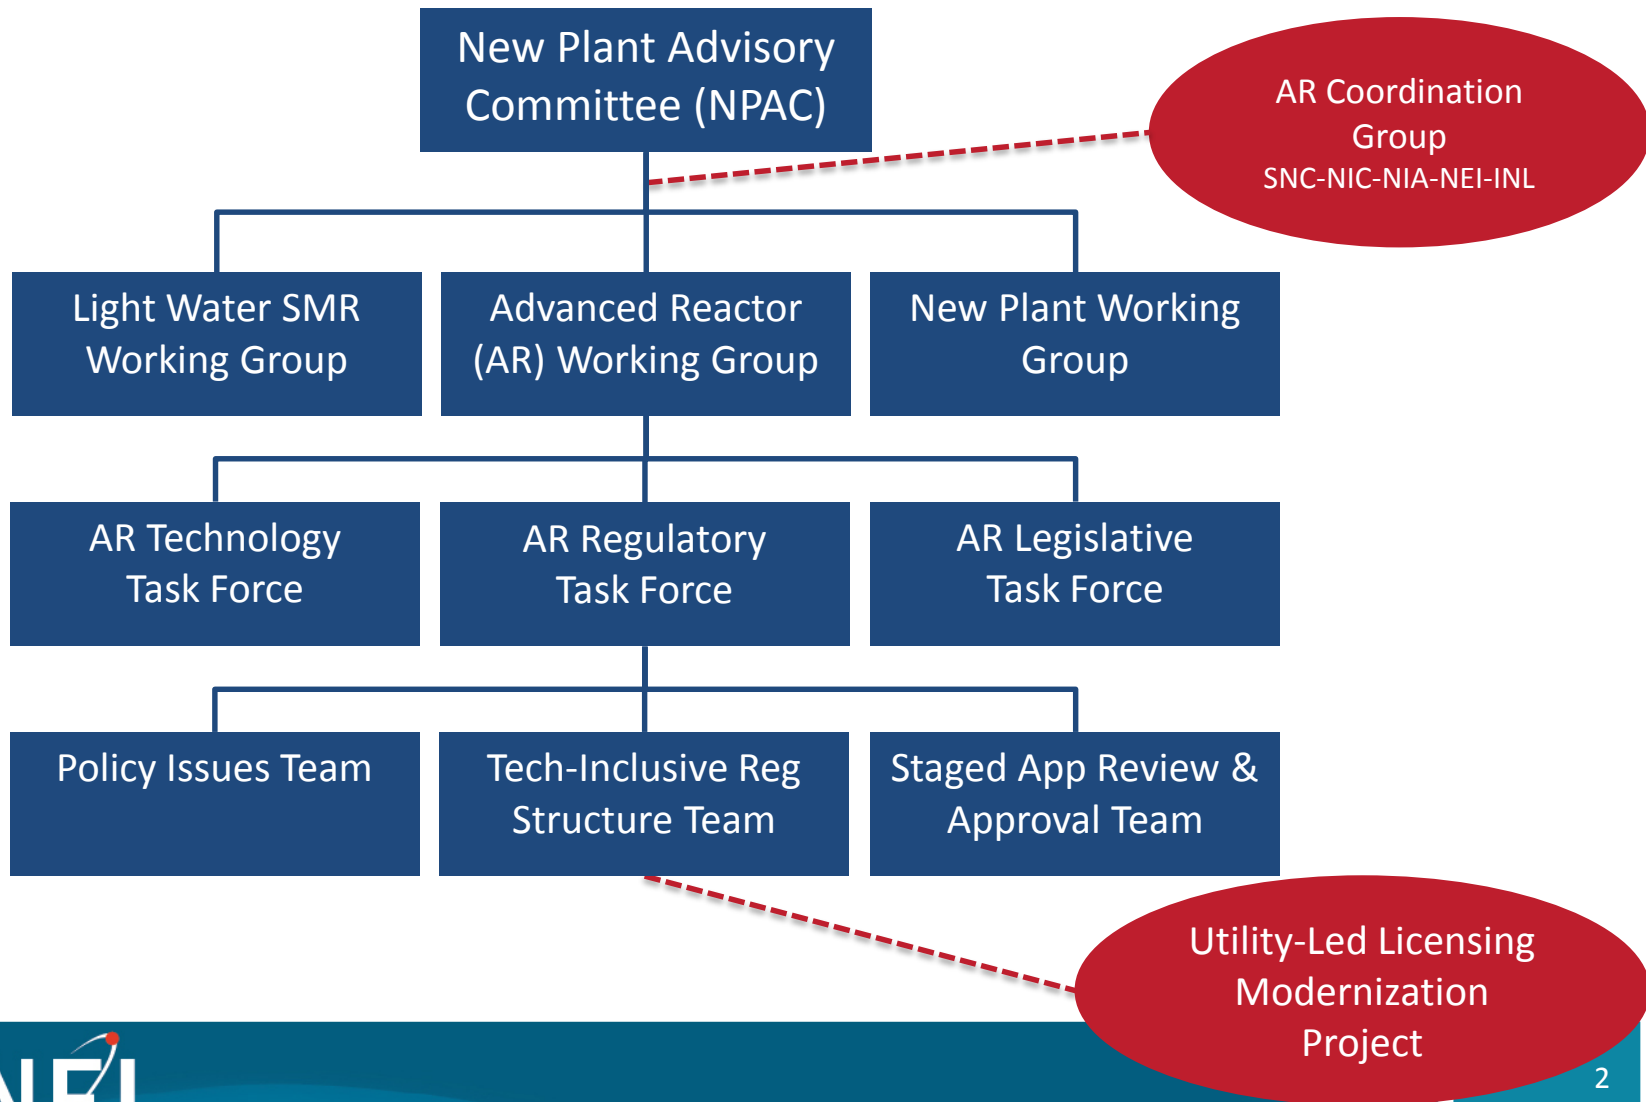 New Plant Advisory
Committee (NPAC)
AR Coordination
Group
SNC-NIC-NIA-NEI-INL
Light Water SMR
Working Group
Advanced Reactor
(AR) Working Group
New Plant Working
Group
AR Technology
Task Force
AR Regulatory
Task Force
AR Legislative
Task Force
Policy Issues Team
Tech-Inclusive Reg
Structure Team
Staged App Review &
Approval Team
Utility-Led Licensing
Modernization
Project
NEI
2